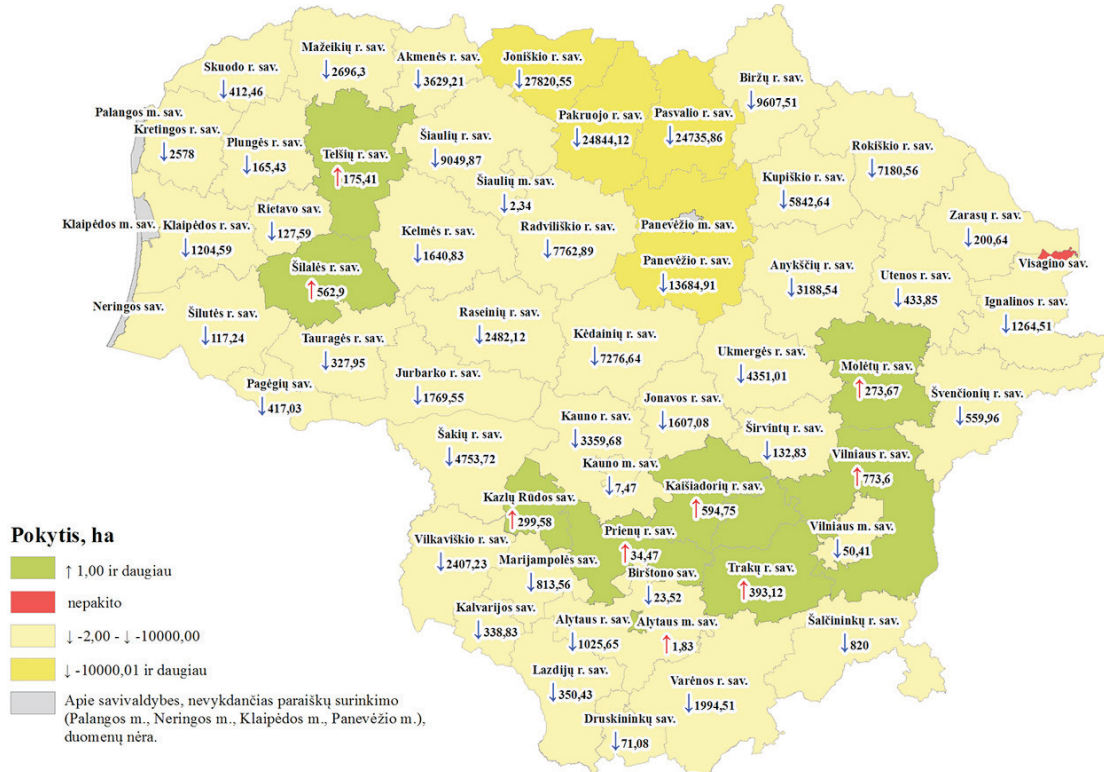 Mažeikių r. sav.
↓2696,3
Akmenės r. sav.
↓3629,21
Joniškio r. sav.
↓27820,55
Skuodo r. sav.
↓412,46
Biržų r. sav.
↓9607,51
Palangos m. sav.
Kretingos r. sav.
↓2578
Plungės r. sav.
↓165,43
Telšių r. sav.
↑175,41
Šiaulių r. sav.
↓9049,87
Pakruojo r. sav.
↓24844,12
Pasvalio r. sav.
↓24735,86
Rokiškio r. sav.
↓7180,56
Šiaulių m. sav.
↓2,34
Kupiškio r. sav.
↓5842,64
Klaipėdos m. sav.
Klaipėdos r. sav.
↓1204,59
Rietavo sav.
↓127,59
Kelmės r. sav.
↓1640,83
Radviliškio r. sav.
↓7762,89
Panevėžio m. sav.
Zarasų r. sav.
↓200,64
Visagino sav.
Šilalės r. sav.
↑562,9
Panevėžio r. sav.
↓13684,91
Anykščių r. sav.
↓3188,54
Utenos r. sav.
↓433,85
Ignalinos r. sav.
↓1264,51
Neringos sav.
Šilutės r. sav.
↓117,24
Tauragės r. sav.
↓327,95
Raseinių r. sav.
↓2482,12
Kėdainių r. sav.
↓7276,64
Ukmergės r. sav.
↓4351,01
Molėtų r. sav.
↑273,67
Pagėgių sav.
↓417,03
Jurbarko r. sav.
↓1769,55
Švenčionių r. sav.
↓559,96
Jonavos r. sav.
↓1607,08
Kauno r. sav.
↓3359,68
Širvintų r. sav.
↓132,83
Šakių r. sav.
↓4753,72
Kauno m. sav.
↓7,47
Vilniaus r. sav.
↑773,6
Kaišiadorių r. sav.
↑594,75
Kazlų Rūdos sav.
↑299,58
Vilniaus m. sav.
↓50,41
Prienų r. sav.
↑34,47
Vilkaviškio r. sav.
↓2407,23
Marijampolės sav.
↓813,56
Birštono sav.
↓23,52
Trakų r. sav.
↑393,12
Kalvarijos sav.
↓338,83
Alytaus r. sav.
↓1025,65
Alytaus m. sav.
↑1,83
Šalčininkų r. sav.
↓820
Lazdijų r. sav.
↓350,43
Varėnos r. sav.
↓1994,51
Druskininkų sav.
↓71,08
Pokytis, ha
↑ 1,00 ir daugiau
nepakito
↓ -2,00 - ↓ -10000,00
↓ -10000,01 ir daugiau
Apie savivaldybes, nevykdančias paraiškų surinkimo
(Palangos m., Neringos m., Klaipėdos m., Panevėžio m.),
duomenų nėra.